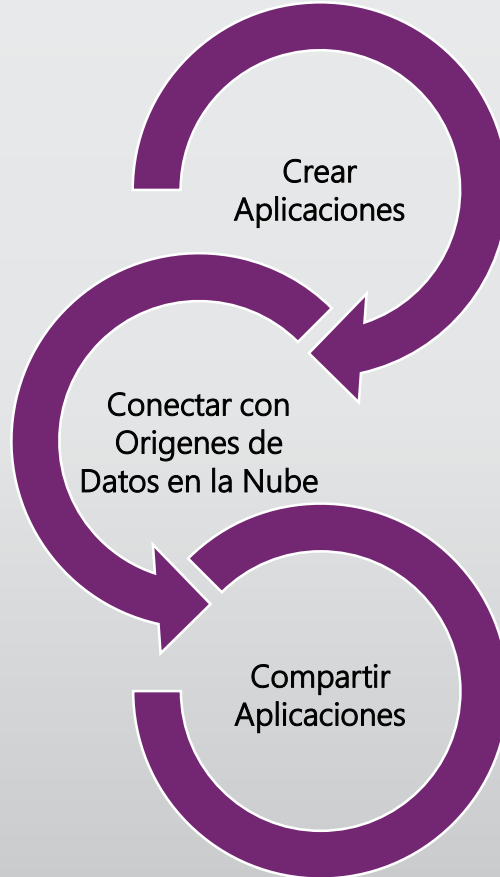 Crear
Aplicaciones
Conectar con
Origenes de
Datos en la Nube
Compartir
Aplicaciones